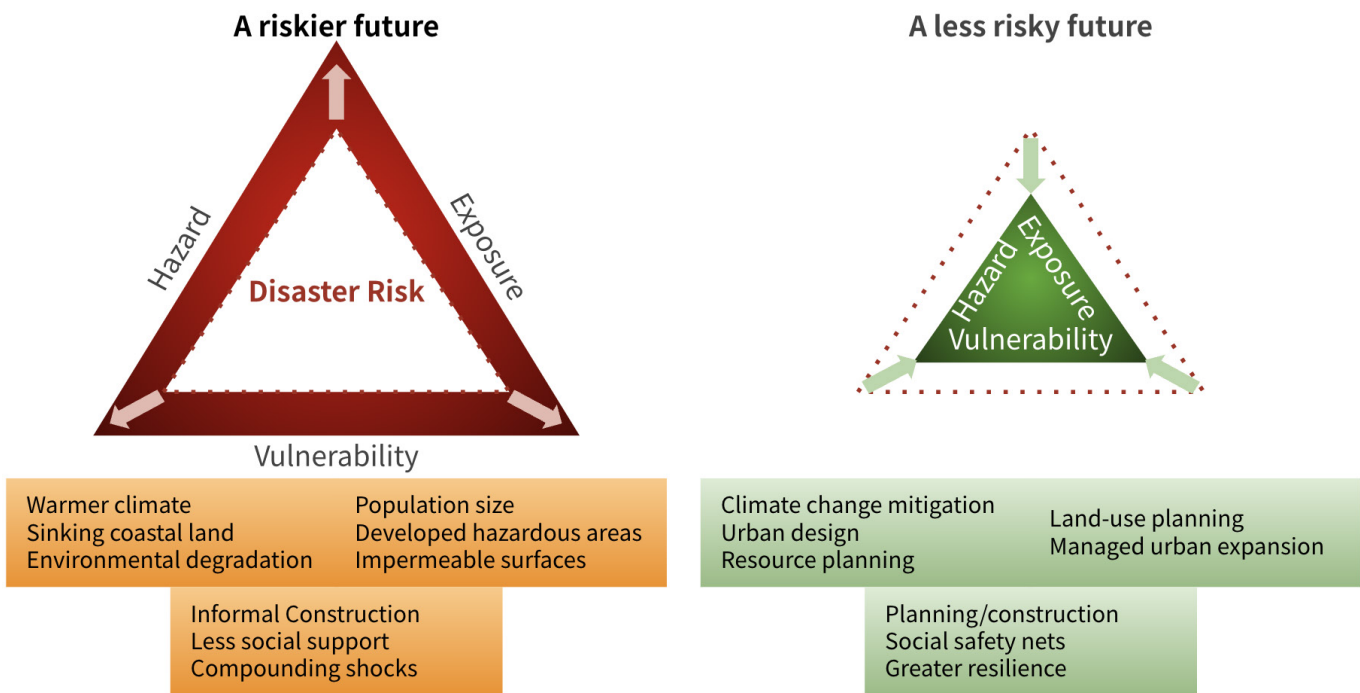 A riskier future
Hazard
Exposure
Disaster Risk
Vulnerability
Warmer climate
Sinking coastal land
Environmental degradation
Population size
Developed hazardous areas
Impermeable surfaces
Informal Construction
Less social support
Compounding shocks
A less risky future
Hazard
Exposure
Vulnerability
Climate change mitigation
Urban design
Resource planning
Land-use planning
Managed urban expansion
Planning/construction
Social safety nets
Greater resilience